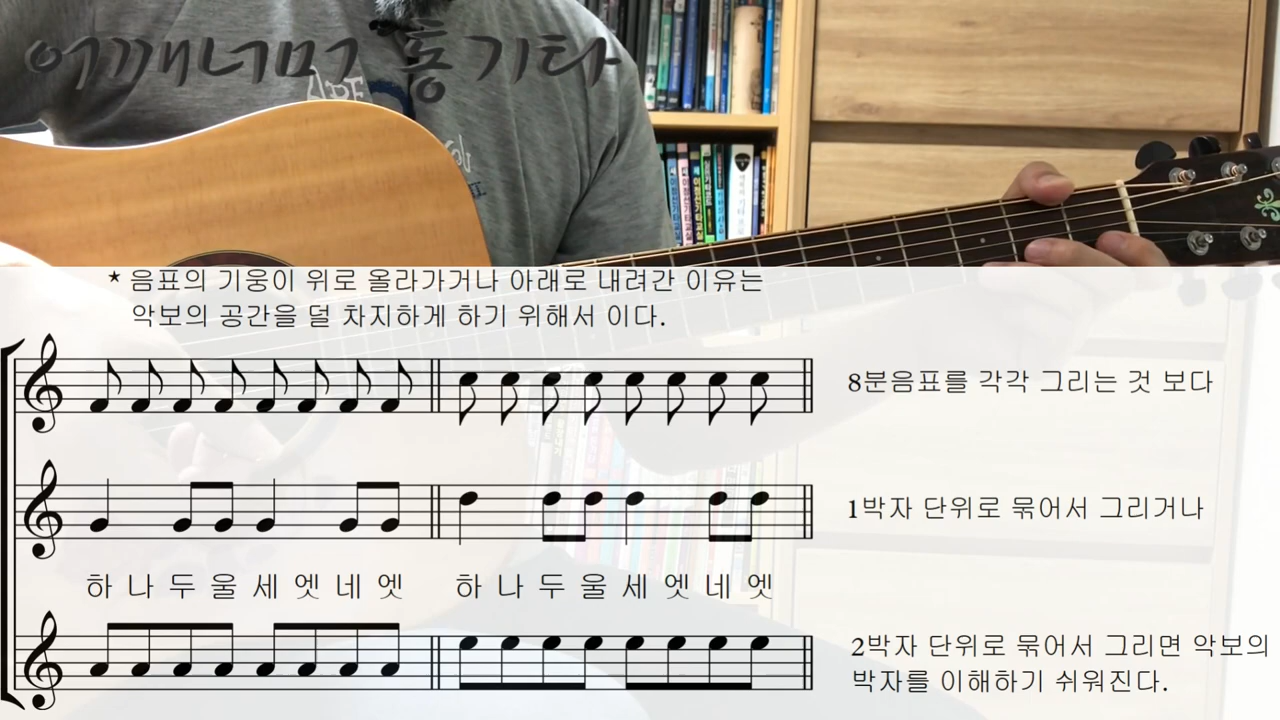 어깨너머 통기타
* 음표의 기둥이 위로 올라가거나 아래로 내려간 이유는
악보의 공간을 덜 차지하게 하기 위해서 이다.
8분음표를 각각 그리는 것 보다
1박자 단위로 묶어서 그리거나
하 나 두 울 세 엣 네 엣 하 나 두 울 세 엣 네 엣
2박자 단위로 묶어서 그리면 악보의
박자를 이해하기 쉬워진다.